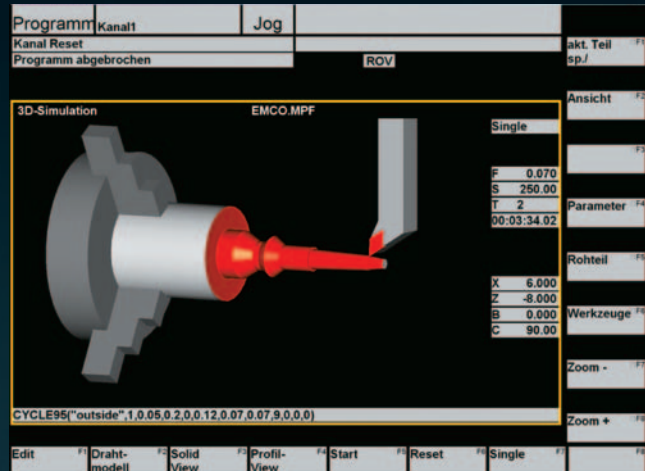 Programm Kanal1 Jog
Kanal Reset
Programm abgebrochen ROV
akt. Teil F1
sp./
3D-Simulation EMCO.MPF
Ansicht F2
Single
F3
F 0.070
S 250.00
T 2
00:03:34.02
Parameter F4
Rohteil F5
X 6.000
Z -8.000
B 0.000
C 90.00
Werkzeuge F6
Zoom - F7
CYCLE95("outside",1,0.05,0.2,0,0.12,0.07,0.07,9,0,0,0)
Zoom + F8
Edit F1 Draht- F2 Solid F3 Profil- F4 Start F5 Reset F6 Single F7 F8
modell View View